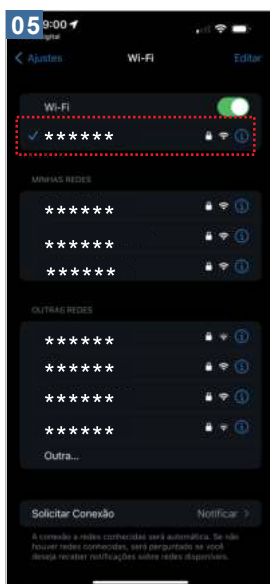 05
9:00
Ajustes
Wi-Fi
Editar
Wi-Fi
******
MINHAS REDES
******
******
******
OUTRAS REDES
******
******
******
******
Outra...
Solicitar Conexão Notificar
A conexão a redes conhecidas será automática. Se não
houver redes conhecidas, será perguntado se você
deseja receber notificações sobre redes disponíveis.